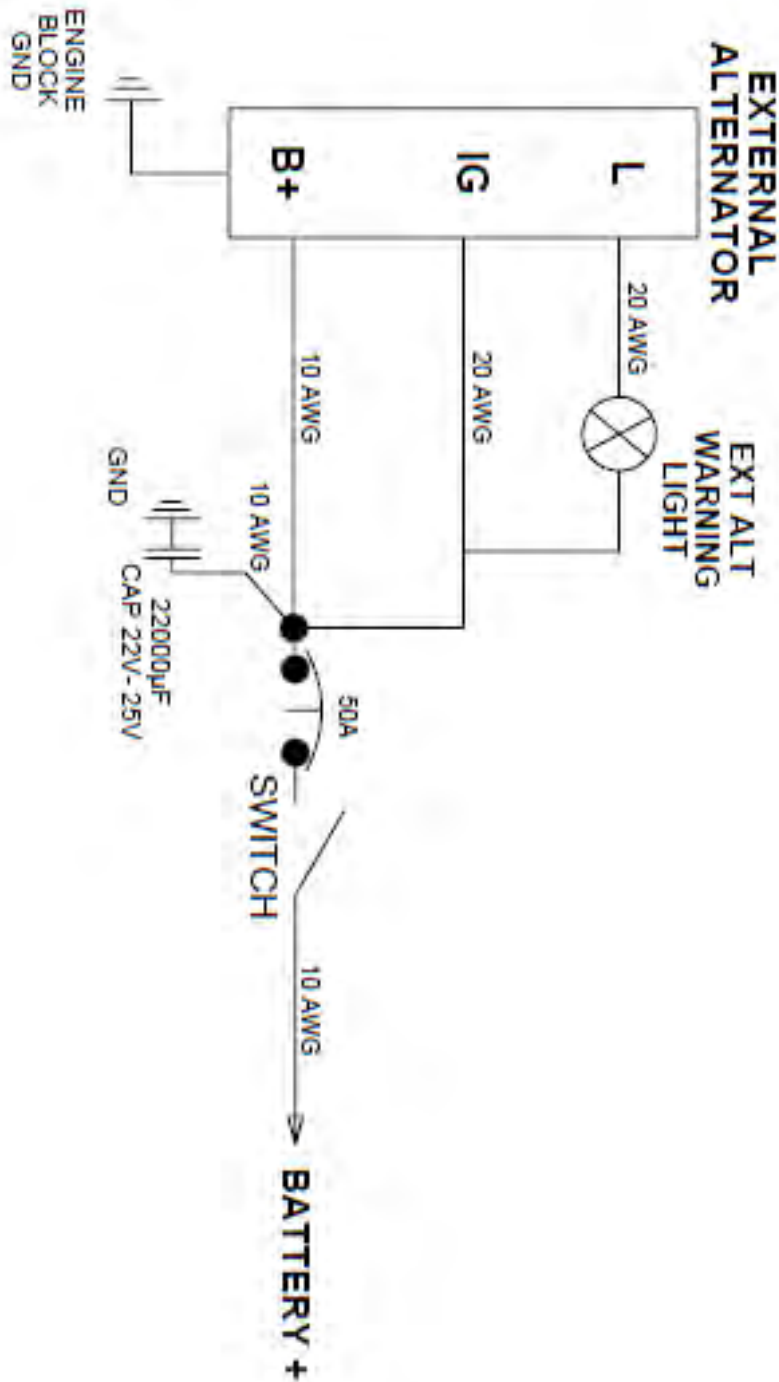 EXTERNAL
ALTERNATOR
L
IG
B+
ENGINE
BLOCK
GND
20 AWG
EXT ALT
WARNING
LIGHT
20 AWG
10 AWG
10 AWG
GND
22000µF
CAP 22V - 25V
50A
SWITCH
10 AWG
BATTERY +